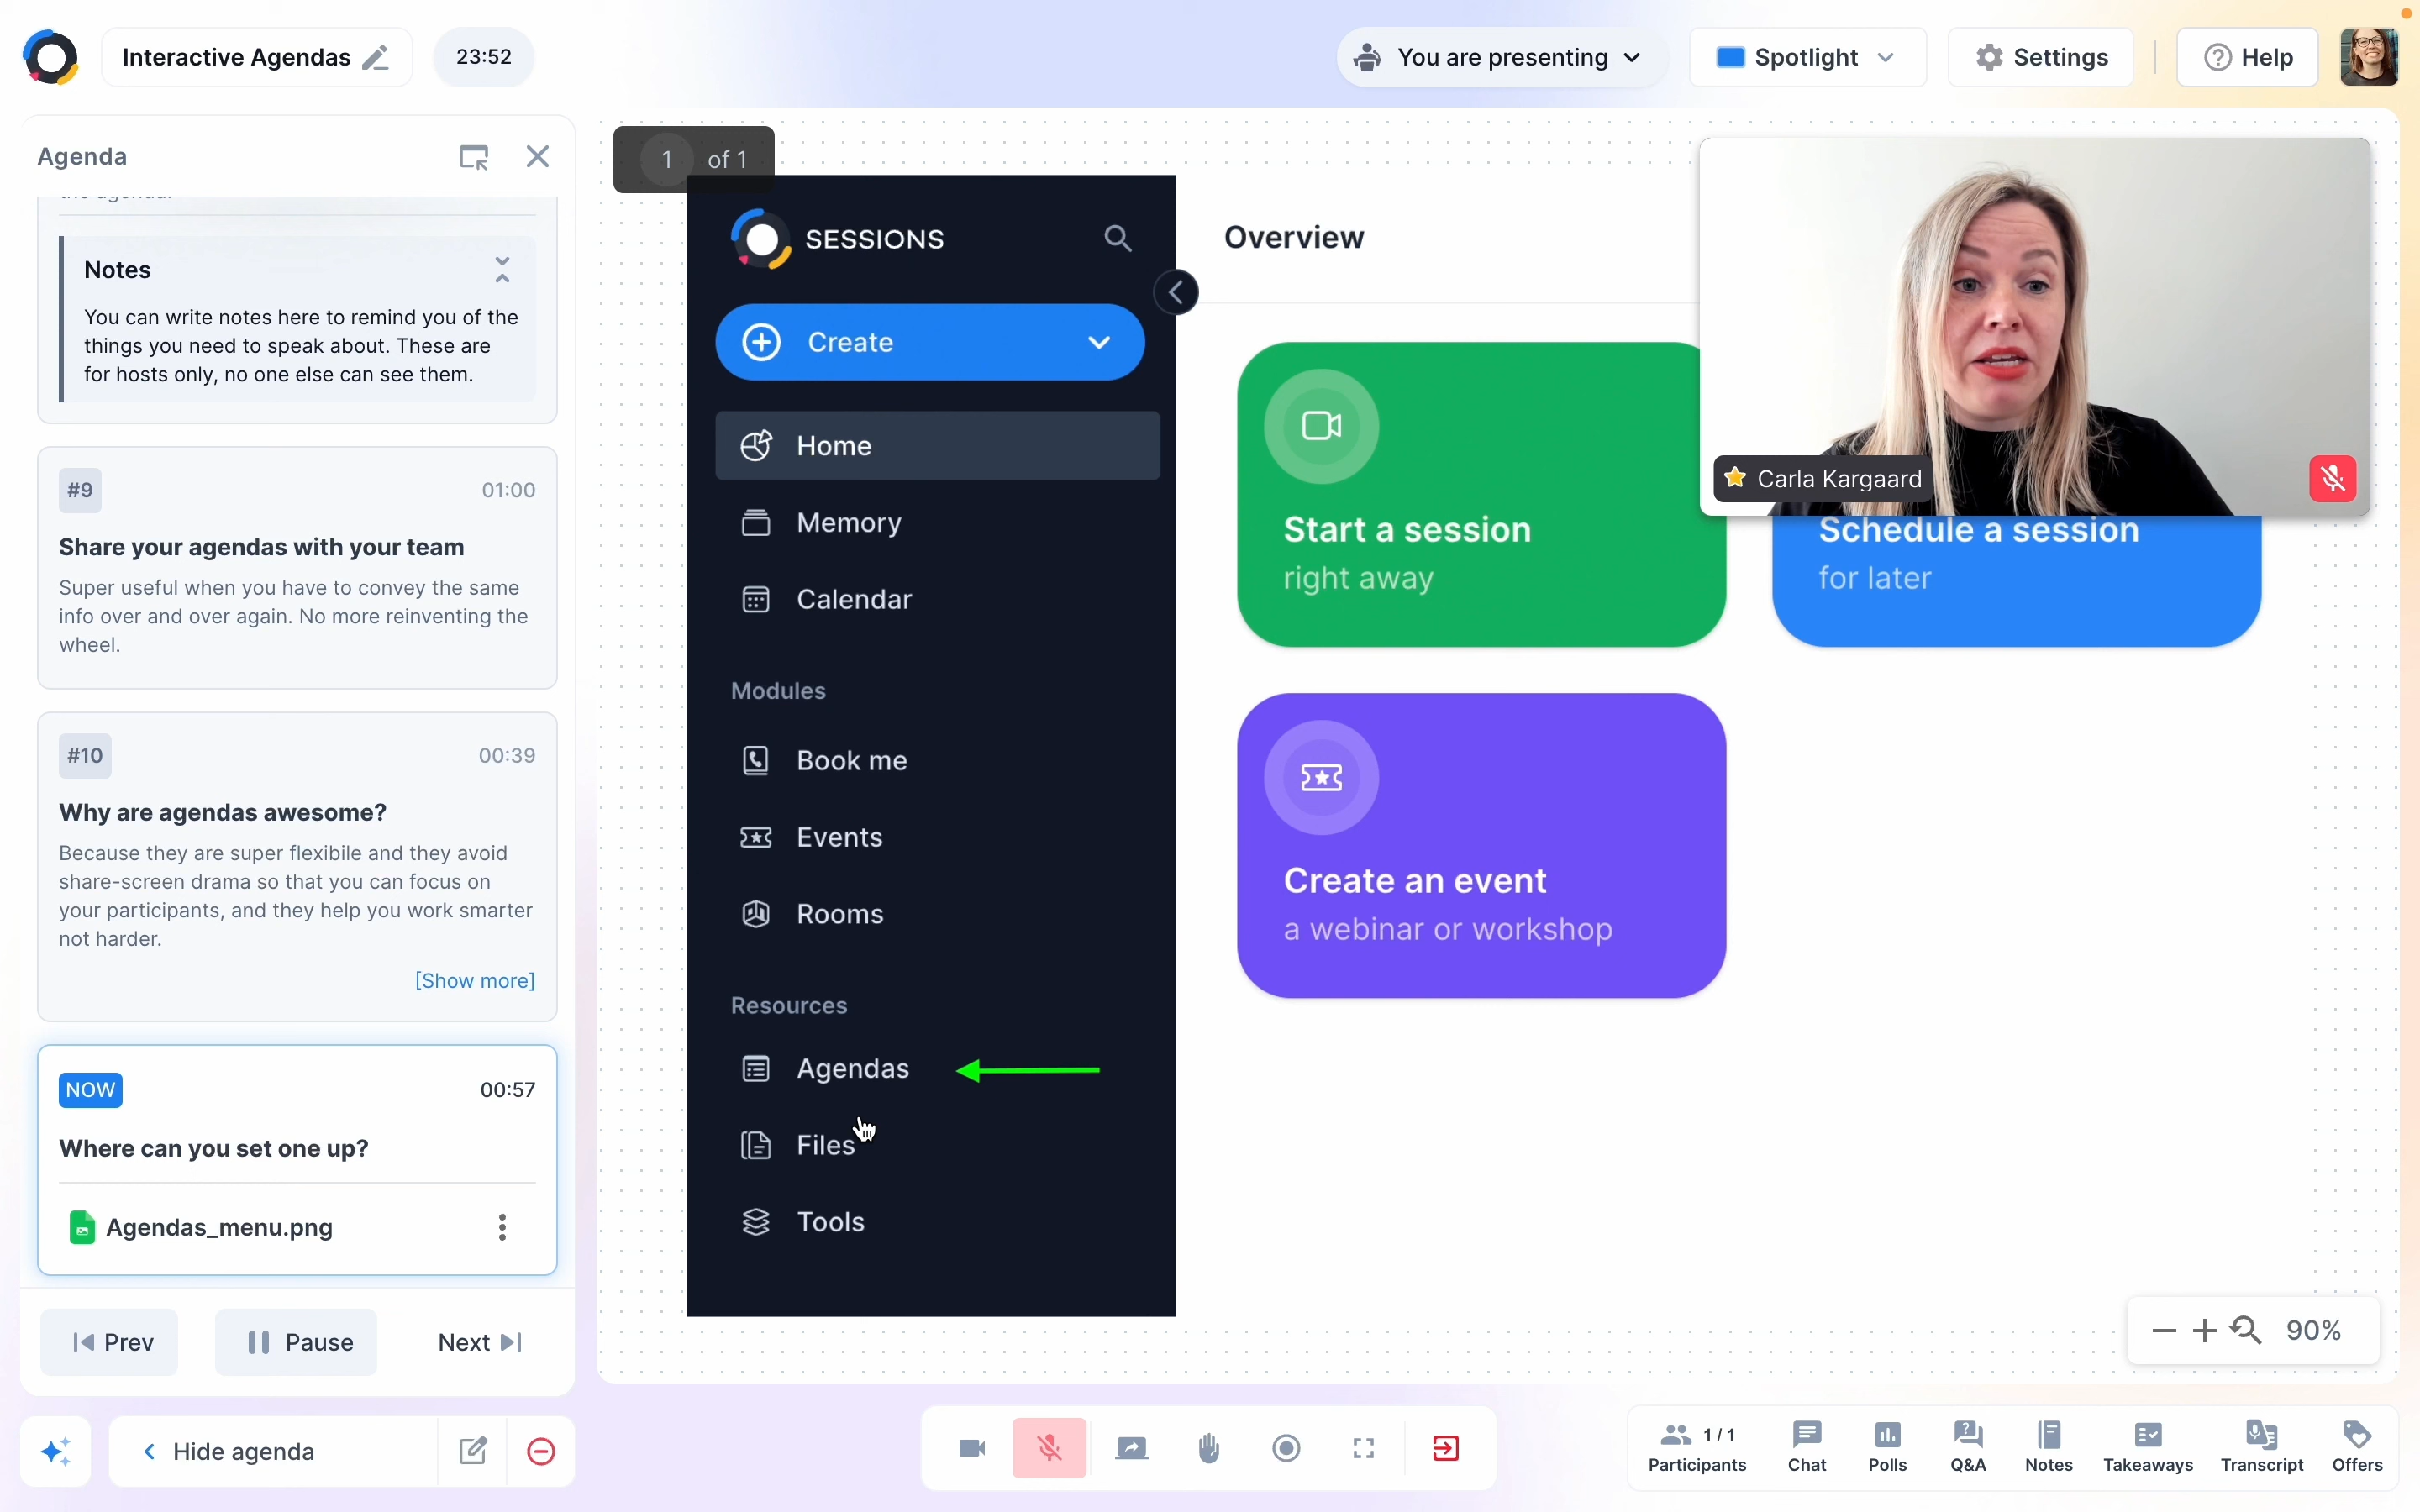 Interactive Agendas
23:52
You are presenting
Spotlight
Settings
Help
Agenda
the agenda.
Notes
You can write notes here to remind you of the
things you need to speak about. These are
for hosts only, no one else can see them.
#9
01:00
Share your agendas with your team
Super useful when you have to convey the same
info over and over again. No more reinventing the
wheel.
#10
00:39
Why are agendas awesome?
Because they are super flexibile and they avoid
share-screen drama so that you can focus on
your participants, and they help you work smarter
not harder.
[Show more]
NOW
00:57
Where can you set one up?
Agendas_menu.png
Prev
Pause
Next
Hide agenda
1 of 1
SESSIONS
Create
Home
Memory
Calendar
Modules
Book me
Events
Rooms
Resources
Agendas
Files
Tools
Overview
Start a session
right away
Schedule a session
for later
Create an event
a webinar or workshop
Carla Kargaard
90%
1 / 1
Participants
Chat
Polls
Q&A
Notes
Takeaways
Transcript
Offers